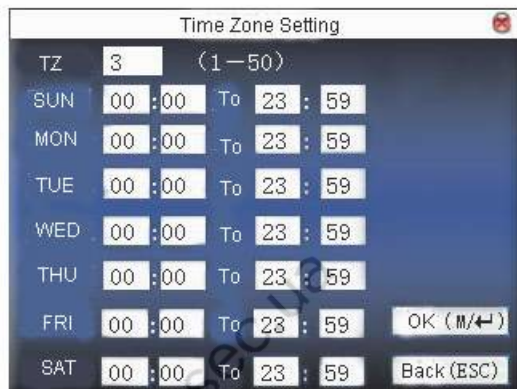 Time Zone Setting
TZ 3 (1-50)
SUN 00:00 To 23:59
MON 00:00 To 23:59
TUE 00:00 To 23:59
WED 00:00 To 23:59
THU 00:00 To 23:59
FRI 00:00 To 23:59 OK (M/↵)
SAT 00:00 To 23:59 Back(ESC)